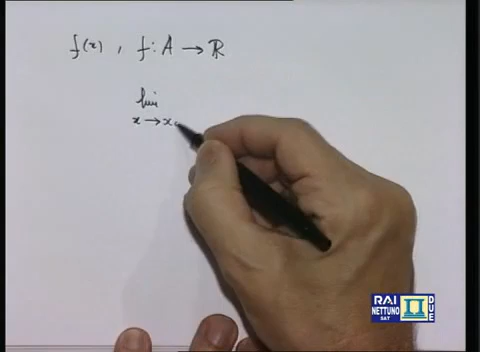 f(x) , f: A → ℝ
lim
x → x₀
RAI
NETTUNO
SAT
DUE